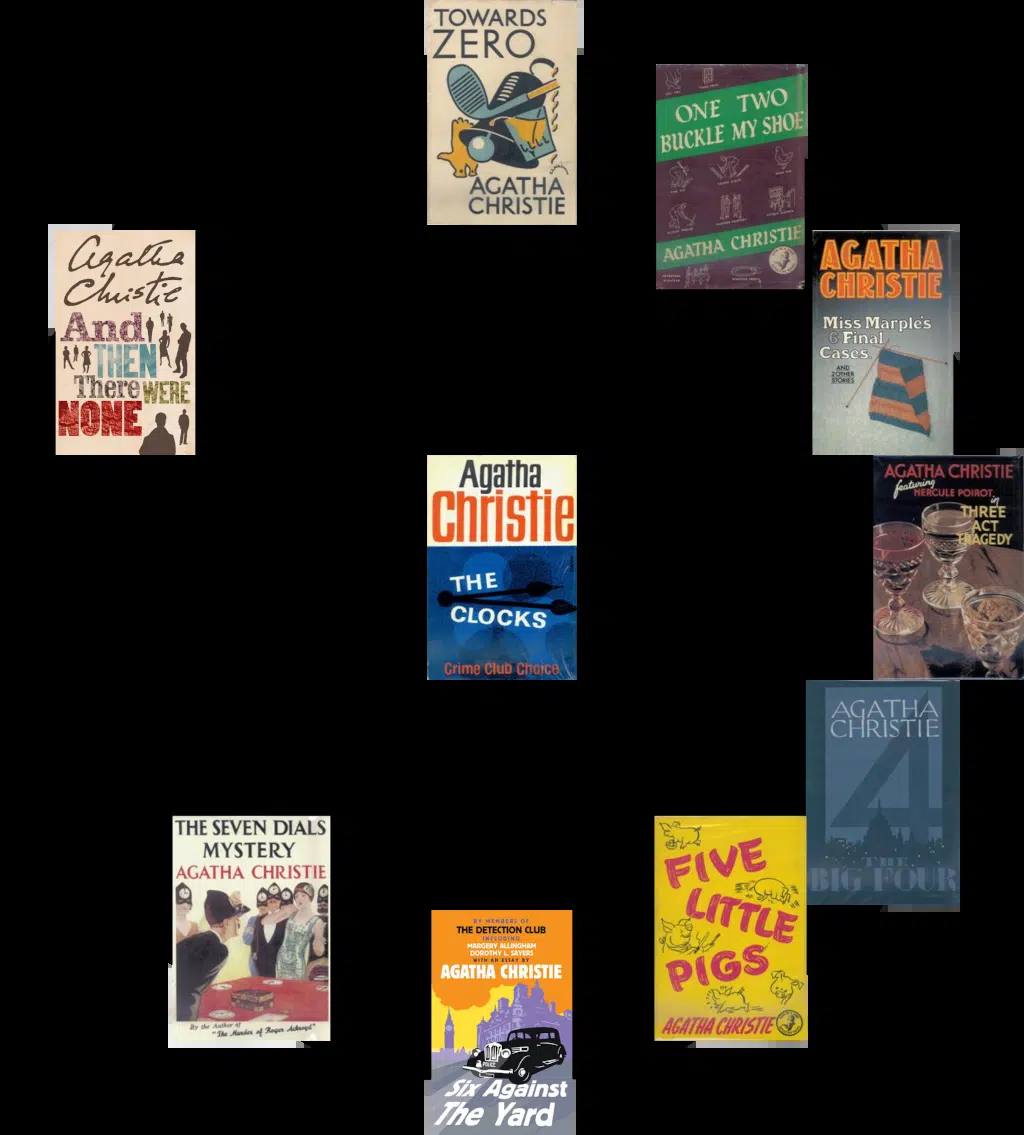 TOWARDS
ZERO
AGATHA
CHRISTIE
ONE TWO
BUCKLE MY SHOE
AGATHA CHRISTIE
Agatha
Christie
And
THEN
There WERE
NONE
AGATHA
CHRISTIE
Miss Marple's
6 Final
Cases
AND
2 OTHER
STORIES
Agatha
Christie
THE
CLOCKS
Crime Club Choice
AGATHA CHRISTIE
featuring
HERCULE POIROT
in
THREE
ACT
TRAGEDY
AGATHA
CHRISTIE
4
THE
BIG FOUR
THE SEVEN DIALS
MYSTERY
AGATHA CHRISTIE
By the Author of
"The Murder of Roger Ackroyd"
FIVE
LITTLE
PIGS
AGATHA CHRISTIE
BY MEMBERS OF
THE DETECTION CLUB
INCLUDING
MARGERY ALLINGHAM
DOROTHY L. SAYERS
WITH AN ESSAY BY
AGATHA CHRISTIE
POLICE
Six Against
The Yard